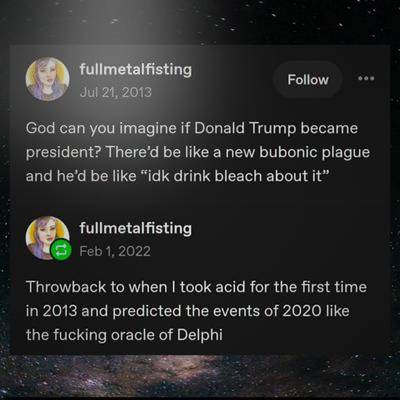 fullmetalfisting
Jul 21, 2013
Follow
God can you imagine if Donald Trump became
president? There’d be like a new bubonic plague
and he’d be like “idk drink bleach about it”
fullmetalfisting
Feb 1, 2022
Throwback to when I took acid for the first time
in 2013 and predicted the events of 2020 like
the fucking oracle of Delphi